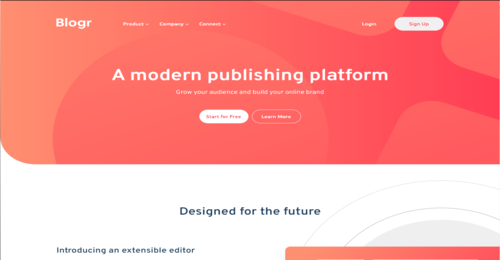 Blogr
Product
Company
Connect
Login
Sign Up
A modern publishing platform
Grow your audience and build your online brand
Start for Free
Learn More
Designed for the future
Introducing an extensible editor